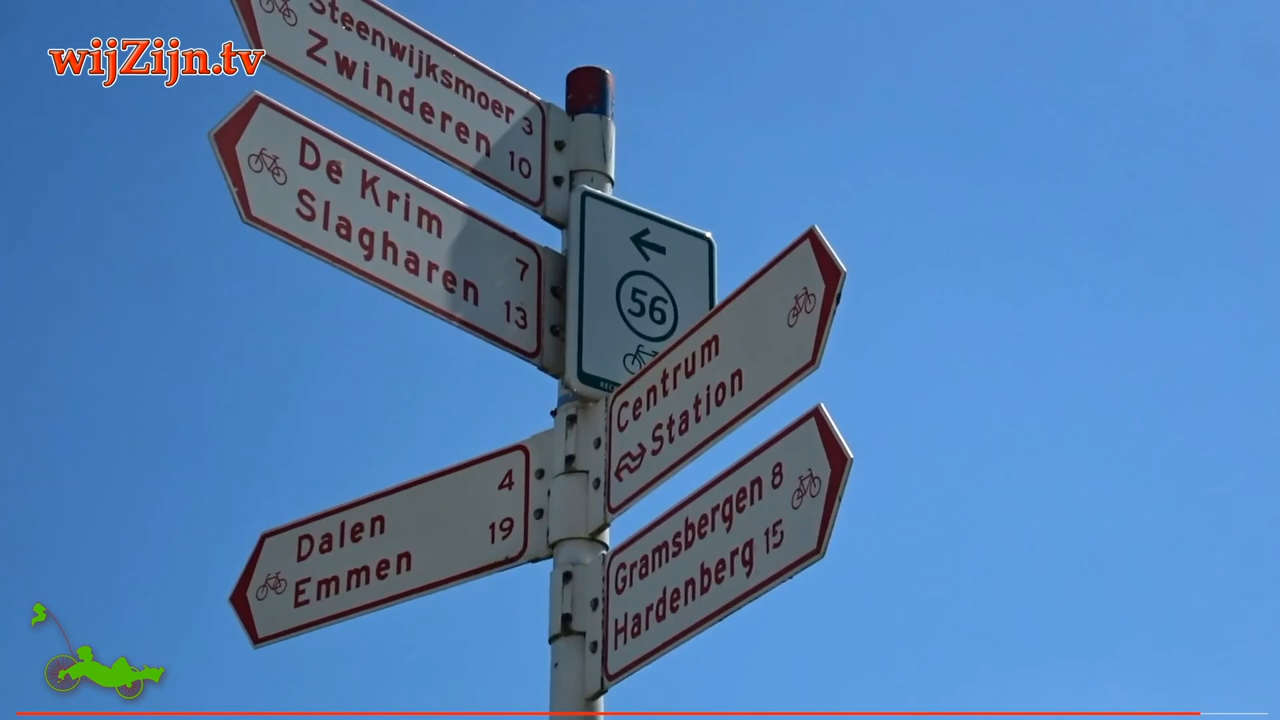 wijZijn.tv
Steenwijksmoer 3
Zwinderen 10
De Krim 7
Slagharen 13
56
Centrum
Station
Dalen 4
Emmen 19
Gramsbergen 8
Hardenberg 15